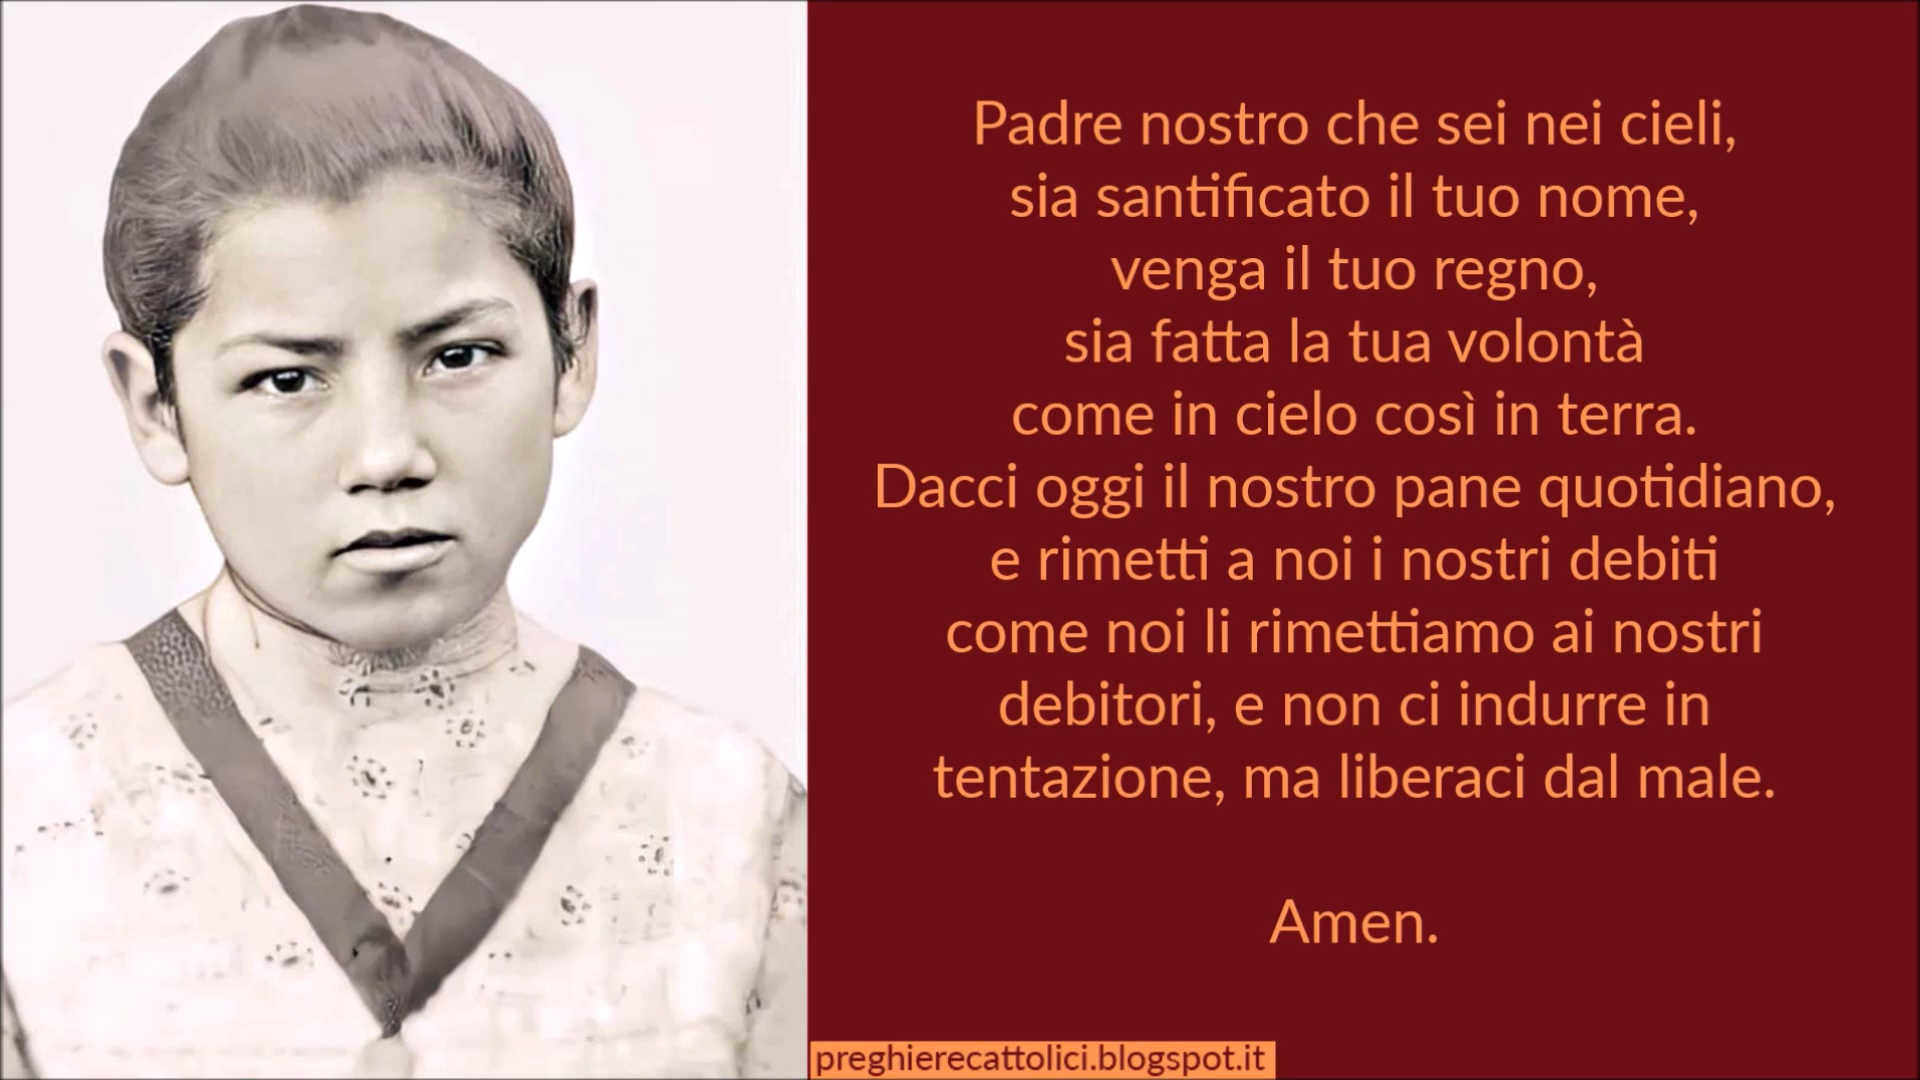 Padre nostro che sei nei cieli,
sia santificato il tuo nome,
venga il tuo regno,
sia fatta la tua volontà
come in cielo così in terra.
Dacci oggi il nostro pane quotidiano,
e rimetti a noi i nostri debiti
come noi li rimettiamo ai nostri
debitori, e non ci indurre in
tentazione, ma liberaci dal male.
Amen.
preghierecattolici.blogspot.it